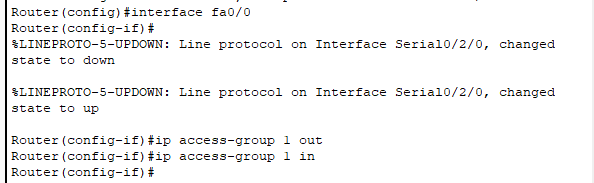 Router(config)#interface fa0/0
Router(config-if)#
%LINEPROTO-5-UPDOWN: Line protocol on Interface Serial0/2/0, changed
state to down
%LINEPROTO-5-UPDOWN: Line protocol on Interface Serial0/2/0, changed
state to up
Router(config-if)#ip access-group 1 out
Router(config-if)#ip access-group 1 in
Router(config-if)#